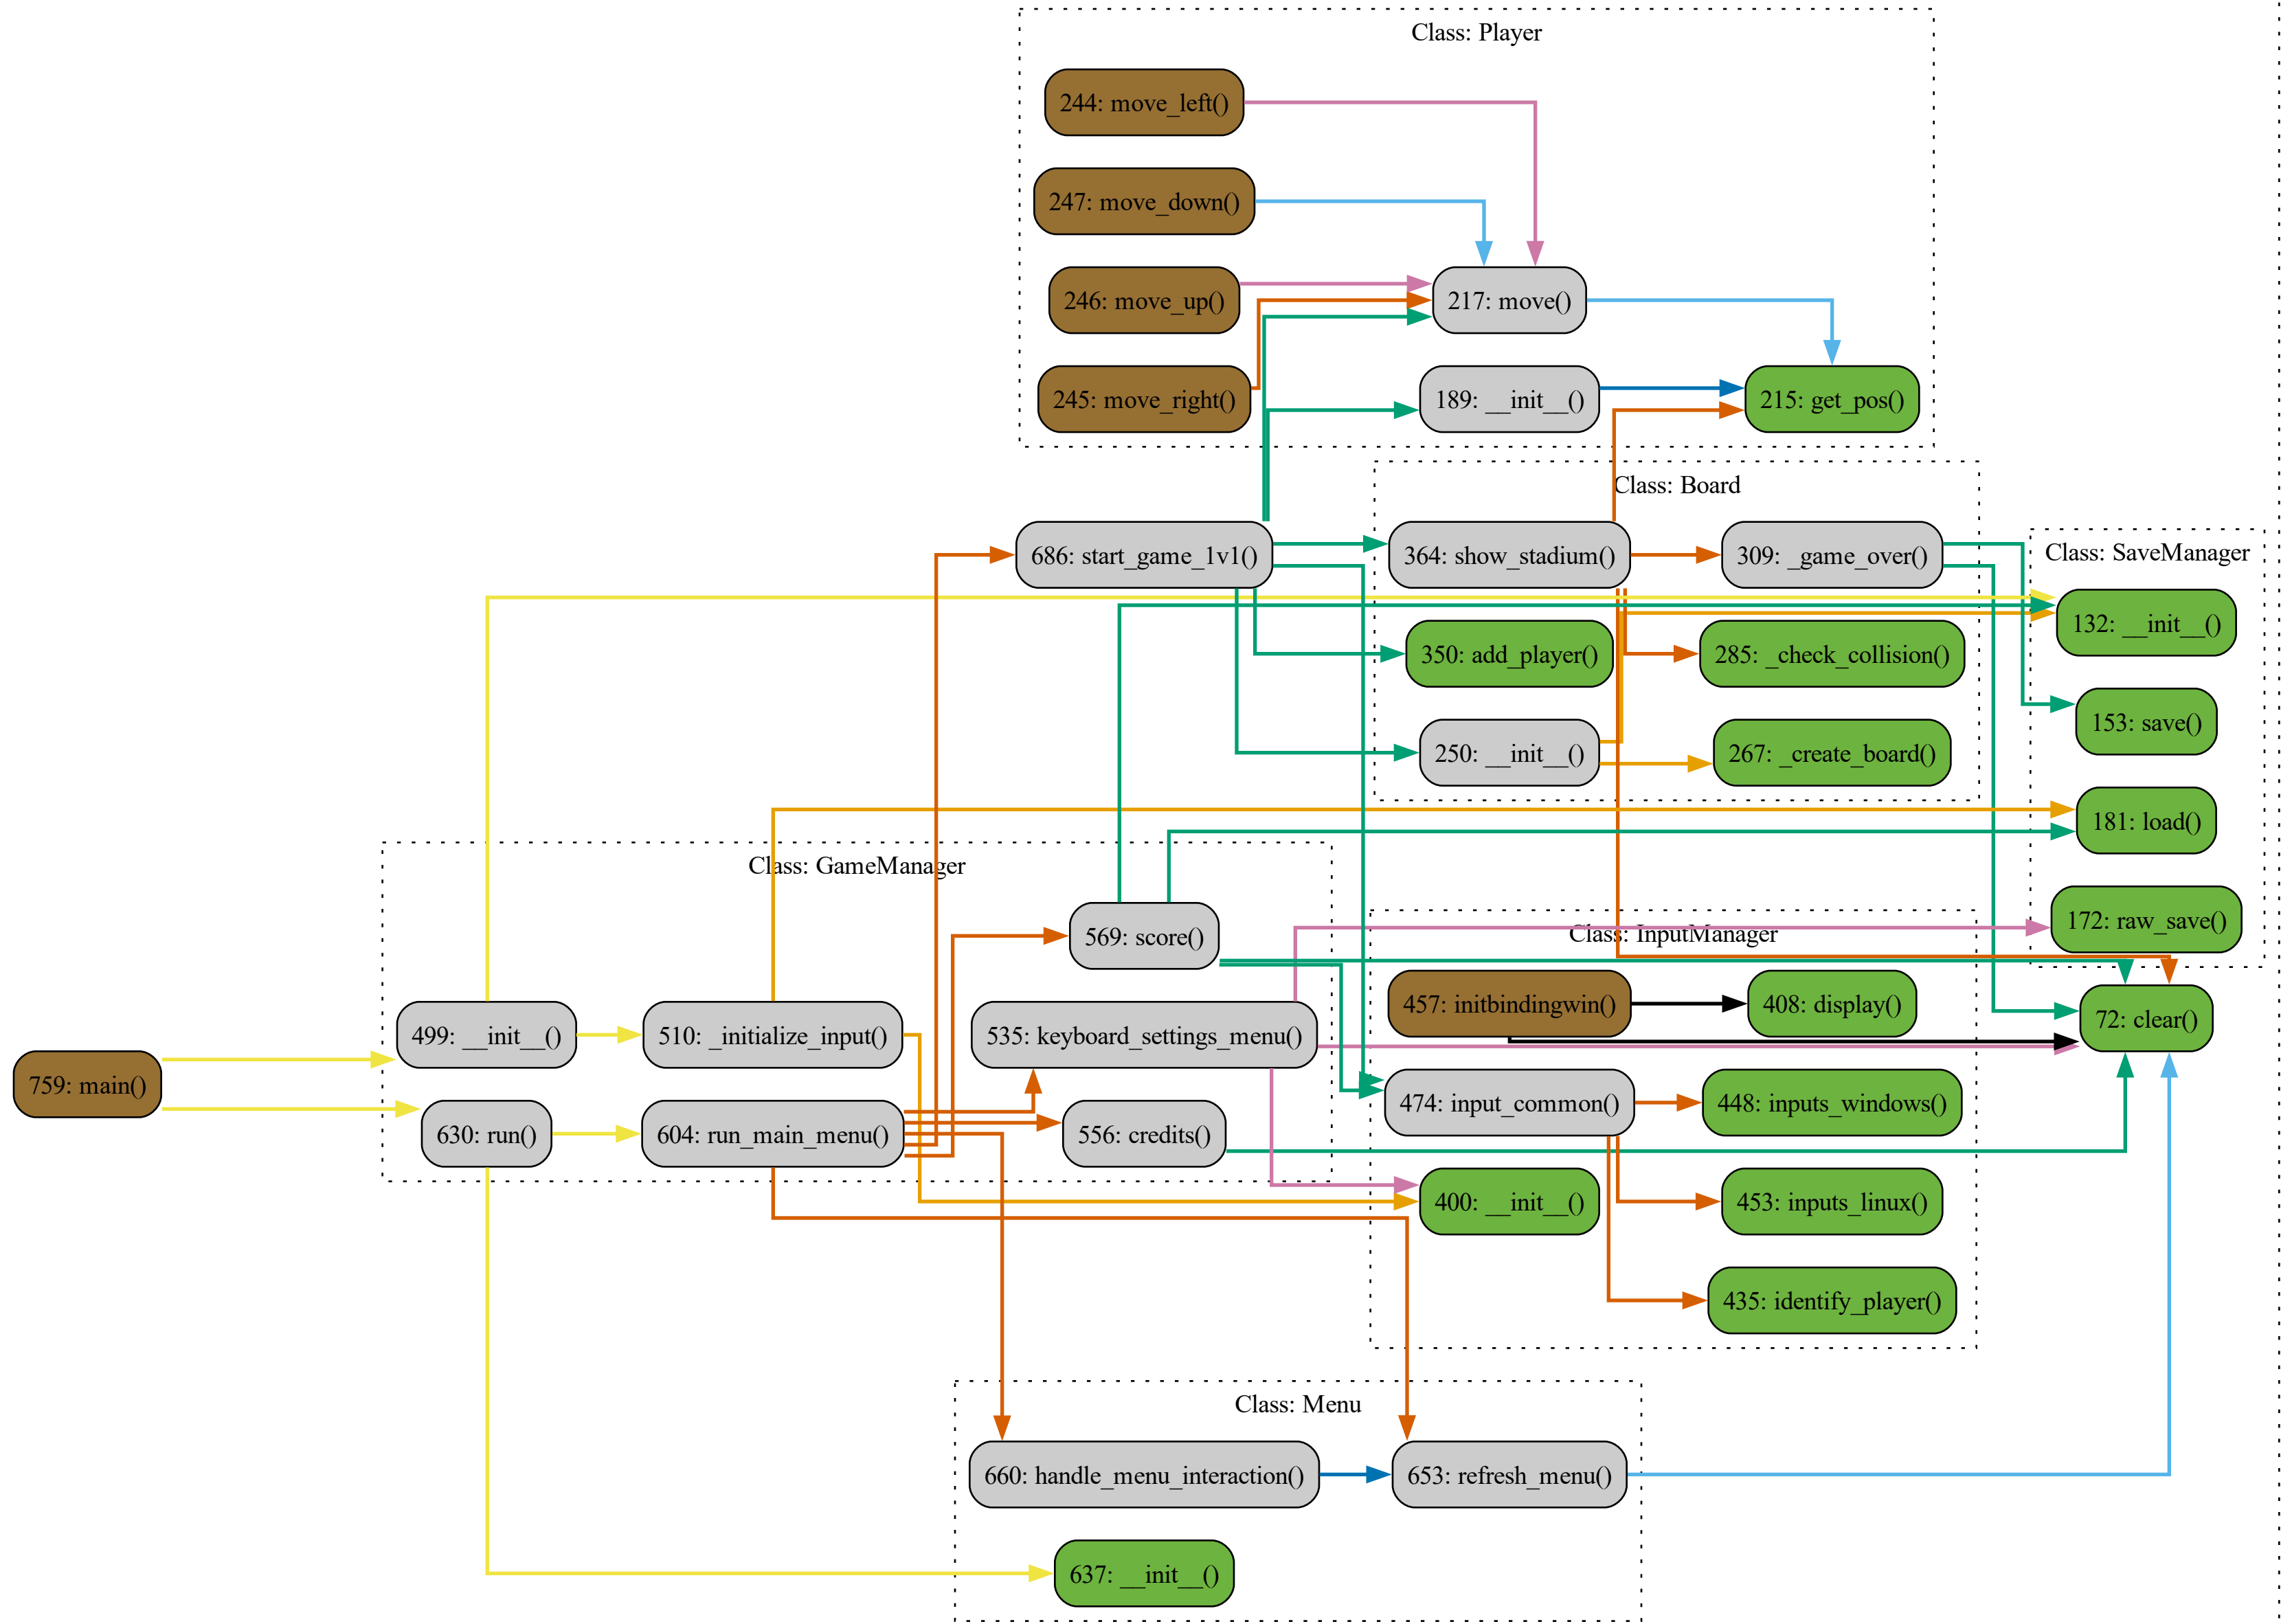 Class: Player
244: move_left()
247: move_down()
246: move_up()
217: move()
245: move_right()
189: __init__()
215: get_pos()
Class: Board
686: start_game_1v1()
364: show_stadium()
309: _game_over()
350: add_player()
285: _check_collision()
250: __init__()
267: _create_board()
Class: SaveManager
132: __init__()
153: save()
181: load()
172: raw_save()
72: clear()
Class: GameManager
569: score()
499: __init__()
510: _initialize_input()
535: keyboard_settings_menu()
759: main()
630: run()
604: run_main_menu()
556: credits()
Class: InputManager
457: initbindingwin()
408: display()
474: input_common()
448: inputs_windows()
400: __init__()
453: inputs_linux()
435: identify_player()
Class: Menu
660: handle_menu_interaction()
653: refresh_menu()
637: __init__()